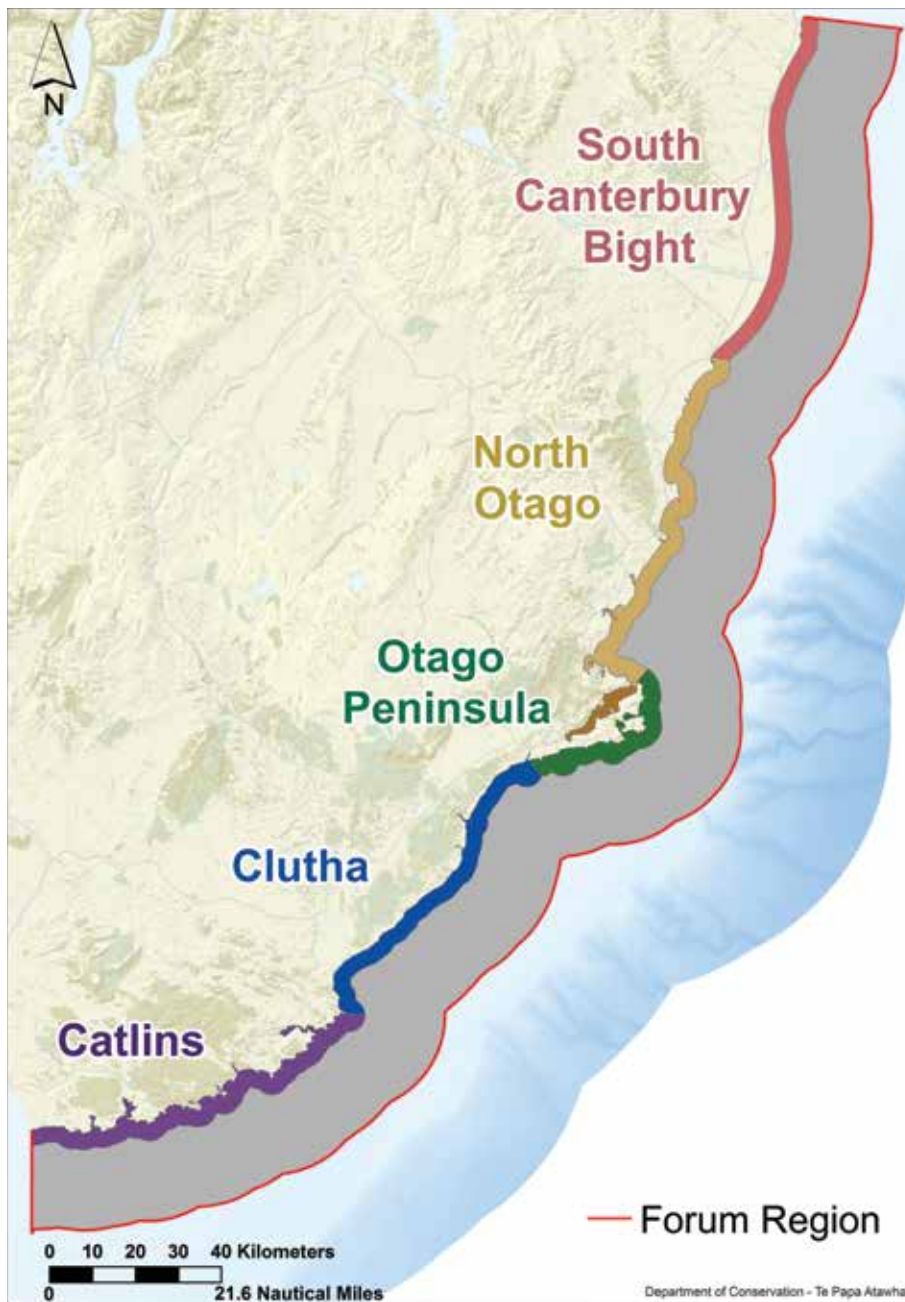 N
South
Canterbury
Bight
North
Otago
Otago
Peninsula
Clutha
Catlins
Forum Region
0 10 20 30 40 Kilometers
0 21.6 Nautical Miles
Department of Conservation - Te Papa Atawha